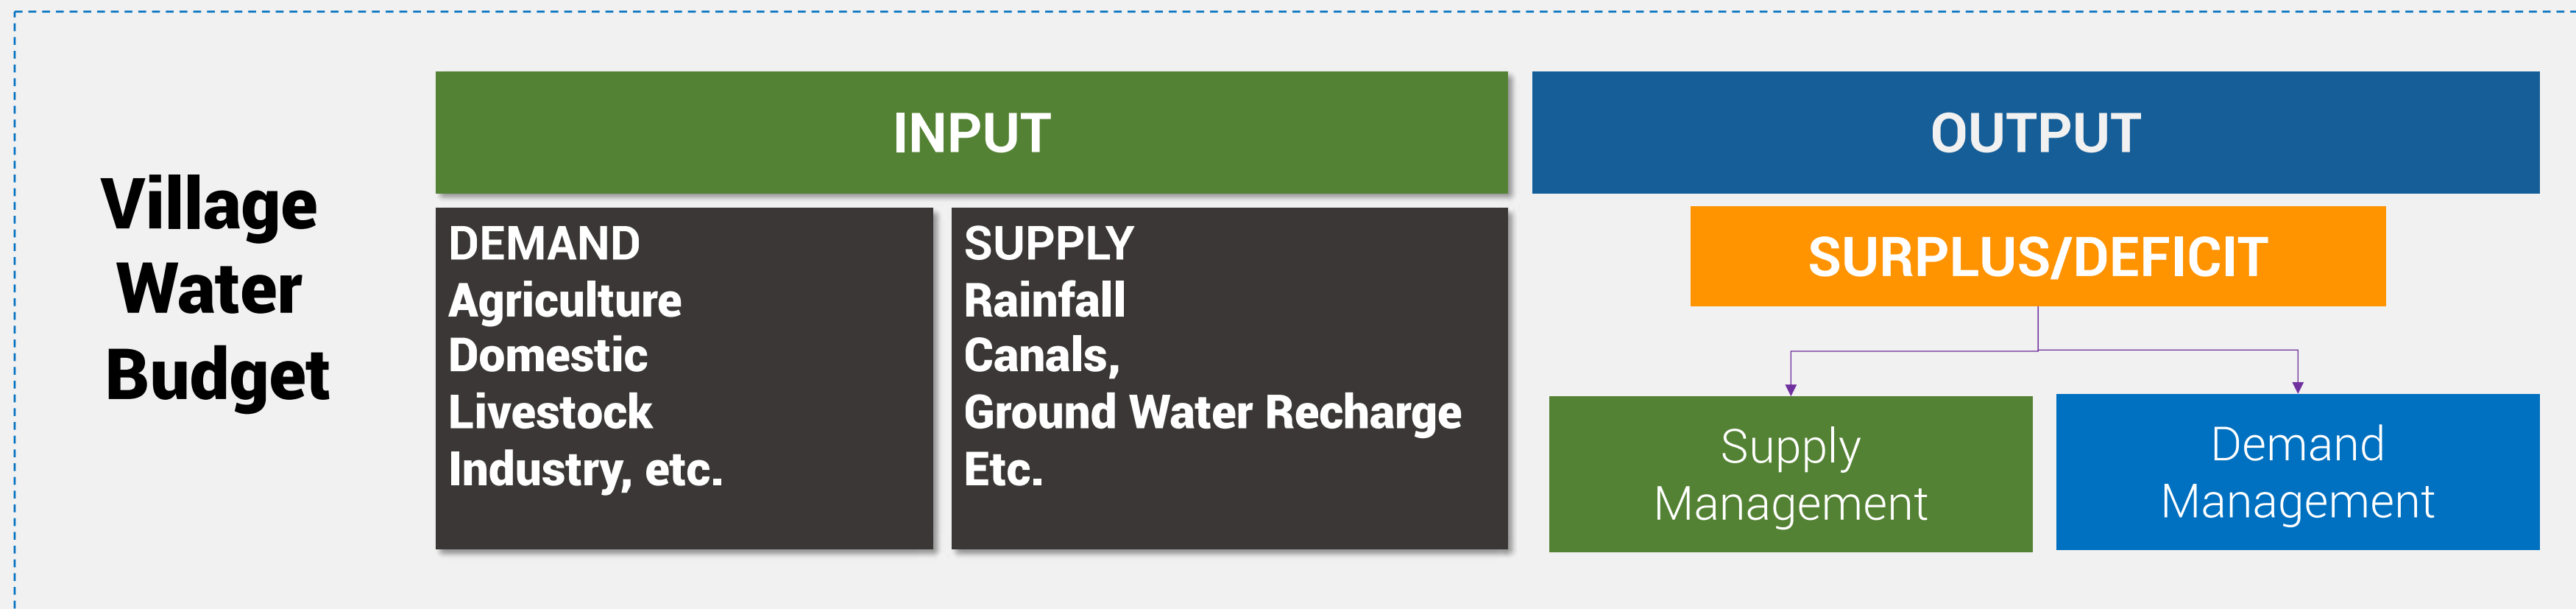 Village
Water
Budget
INPUT
DEMAND
Agriculture
Domestic
Livestock
Industry, etc.
SUPPLY
Rainfall
Canals,
Ground Water Recharge
Etc.
OUTPUT
SURPLUS/DEFICIT
Supply
Management
Demand
Management